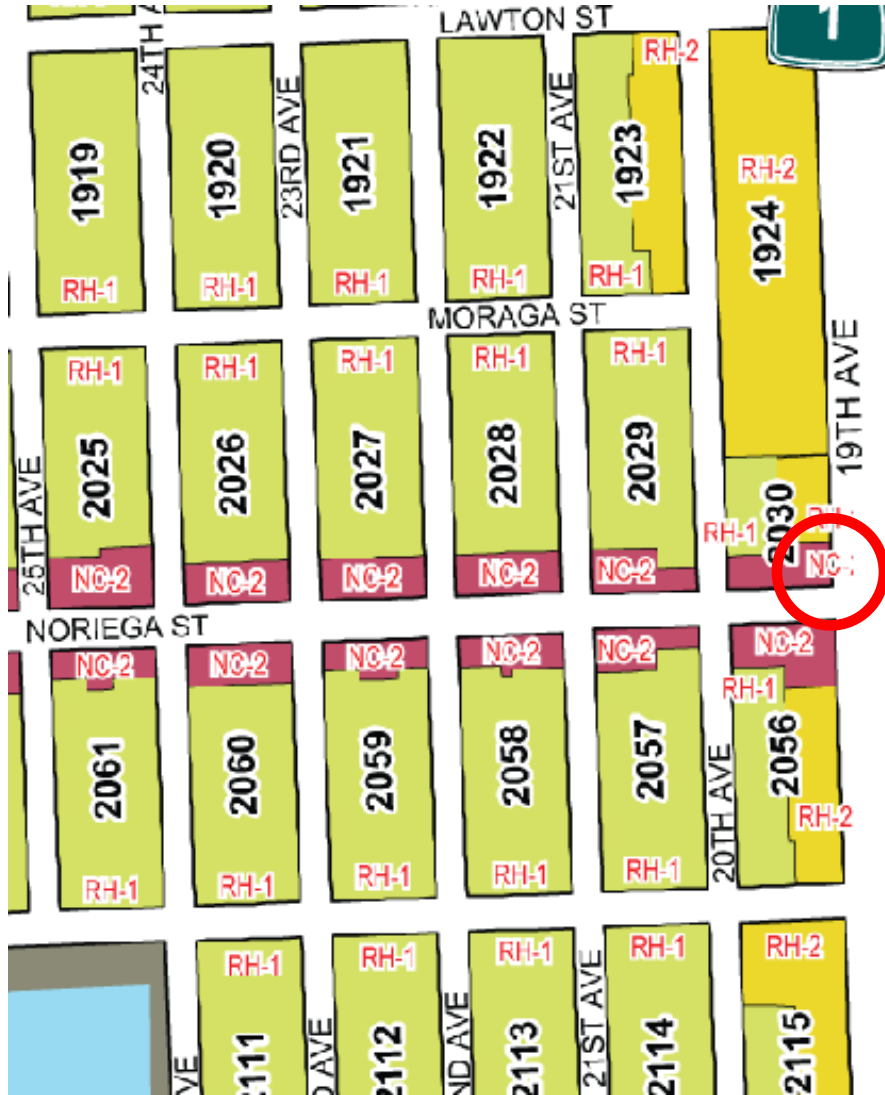 LAWTON ST
1
24TH A
23RD AVE
21ST AVE
RH-2
1919
1920
1921
1922
1923
RH-2
1924
RH-1
RH-1
RH-1
RH-1
RH-1
MORAGA ST
19TH AVE
RH-1
RH-1
RH-1
RH-1
RH-1
25TH AVE
2025
2026
2027
2028
2029
2030
RH-1
NC-2
NC-2
NC-2
NC-2
NC-2
NORIEGA ST
NC-2
NC-2
NC-2
NC-2
NC-2
NC-2
RH-1
2061
2060
2059
2058
2057
20TH AVE
2056
RH-2
RH-1
RH-1
RH-1
RH-1
RH-1
RH-1
RH-1
RH-1
RH-1
RH-2
VE
2111
AVE
2112
ND AVE
2113
21ST AVE
2114
2115